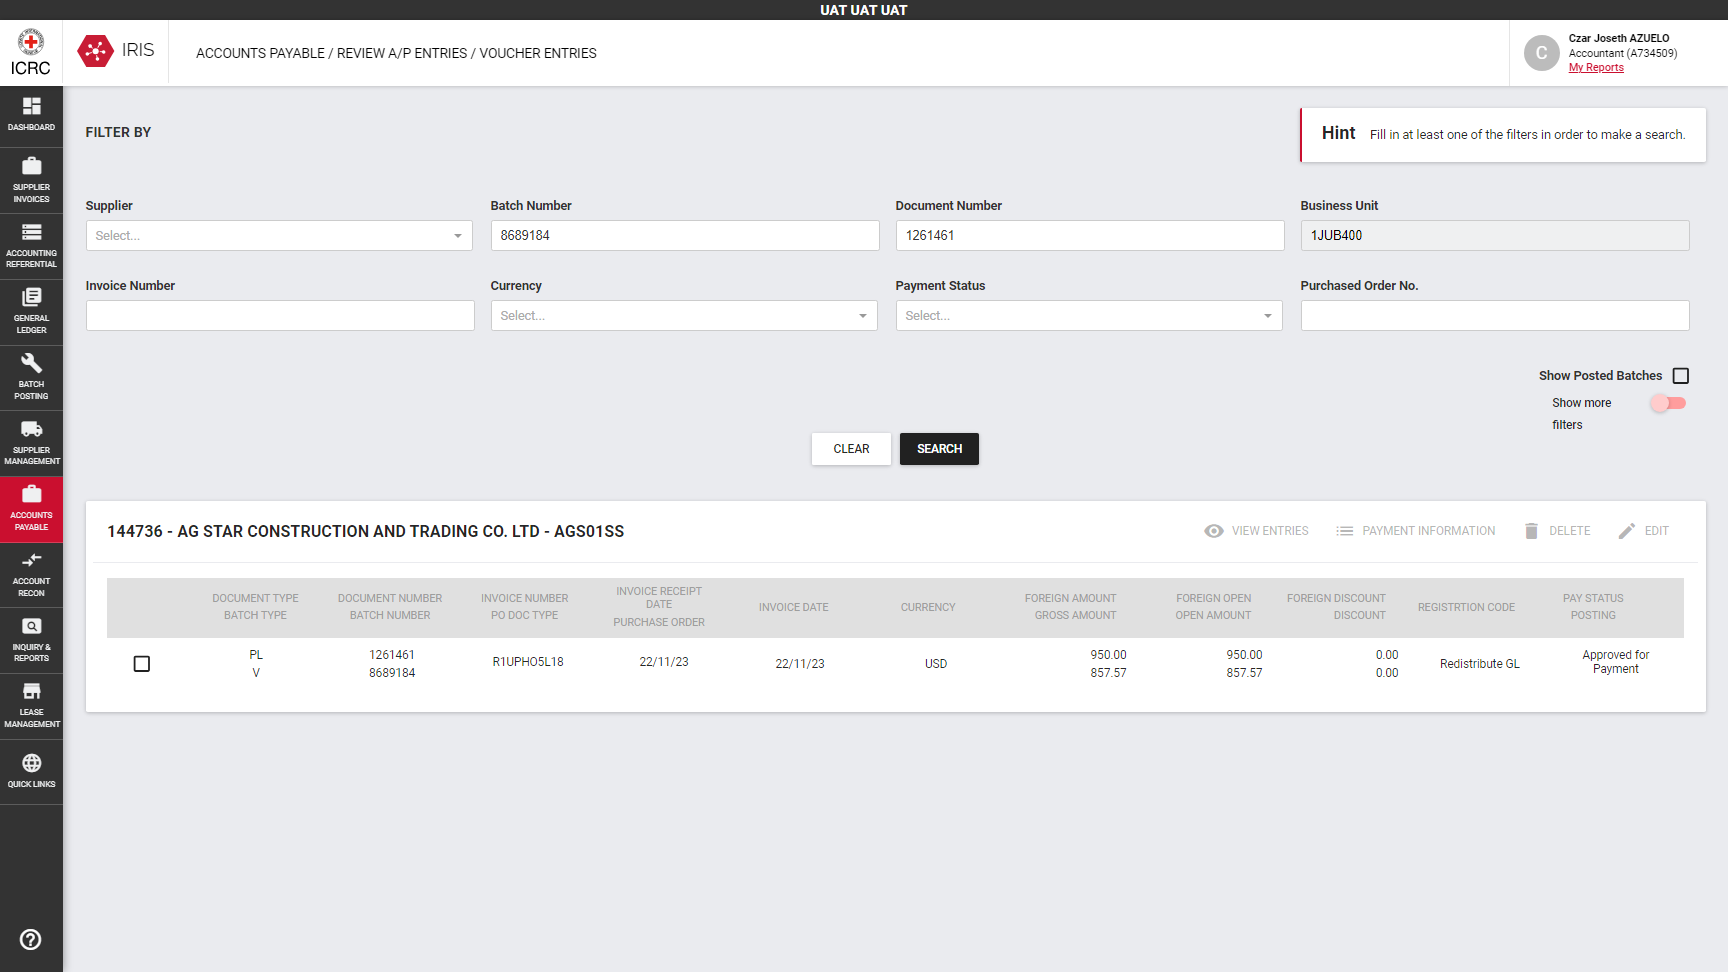 UAT UAT UAT
ICRC
IRIS
ACCOUNTS PAYABLE / REVIEW A/P ENTRIES / VOUCHER ENTRIES
C
Czar Joseth AZUELO
Accountant (A734509)
My Reports
DASHBOARD
SUPPLIER
INVOICES
ACCOUNTING
REFERENTIAL
GENERAL
LEDGER
BATCH
POSTING
SUPPLIER
MANAGEMENT
ACCOUNTS
PAYABLE
ACCOUNT
RECON
INQUIRY &
REPORTS
LEASE
MANAGEMENT
QUICK LINKS
FILTER BY
Hint Fill in at least one of the filters in order to make a search.
Supplier Batch Number Document Number Business Unit
Select... 8689184 1261461 1JUB400
Invoice Number Currency Payment Status Purchased Order No.
Select... Select...
Show Posted Batches
Show more
filters
CLEAR SEARCH
144736 - AG STAR CONSTRUCTION AND TRADING CO. LTD - AGS01SS
VIEW ENTRIES PAYMENT INFORMATION DELETE EDIT
DOCUMENT TYPE
BATCH TYPE
DOCUMENT NUMBER
BATCH NUMBER
INVOICE NUMBER
PO DOC TYPE
INVOICE RECEIPT
DATE
PURCHASE ORDER
INVOICE DATE
CURRENCY
FOREIGN AMOUNT
GROSS AMOUNT
FOREIGN OPEN
OPEN AMOUNT
FOREIGN DISCOUNT
DISCOUNT
REGISTRTION CODE
PAY STATUS
POSTING
PL
V
1261461
8689184
R1UPHO5L18
22/11/23
22/11/23
USD
950.00
857.57
950.00
857.57
0.00
0.00
Redistribute GL
Approved for
Payment